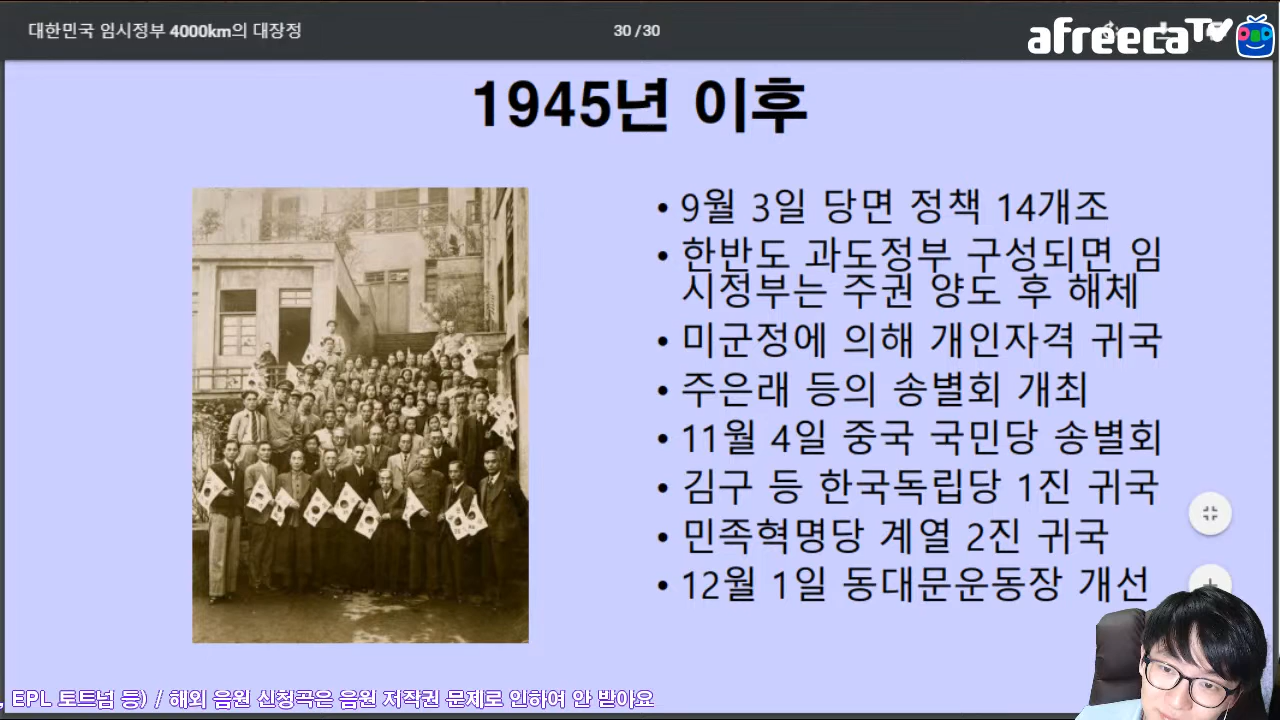 대한민국 임시정부 4000km의 대장정
30 / 30
afreecaTV
1945년 이후
• 9월 3일 당면 정책 14개조
• 한반도 과도정부 구성되면 임
시정부는 주권 양도 후 해체
• 미군정에 의해 개인자격 귀국
• 주은래 등의 송별회 개최
• 11월 4일 중국 국민당 송별회
• 김구 등 한국독립당 1진 귀국
• 민족혁명당 계열 2진 귀국
• 12월 1일 동대문운동장 개선
, EPL 토트넘 등) / 해외 음원 신청곡은 음원 저작권 문제로 인하여 안 받아요